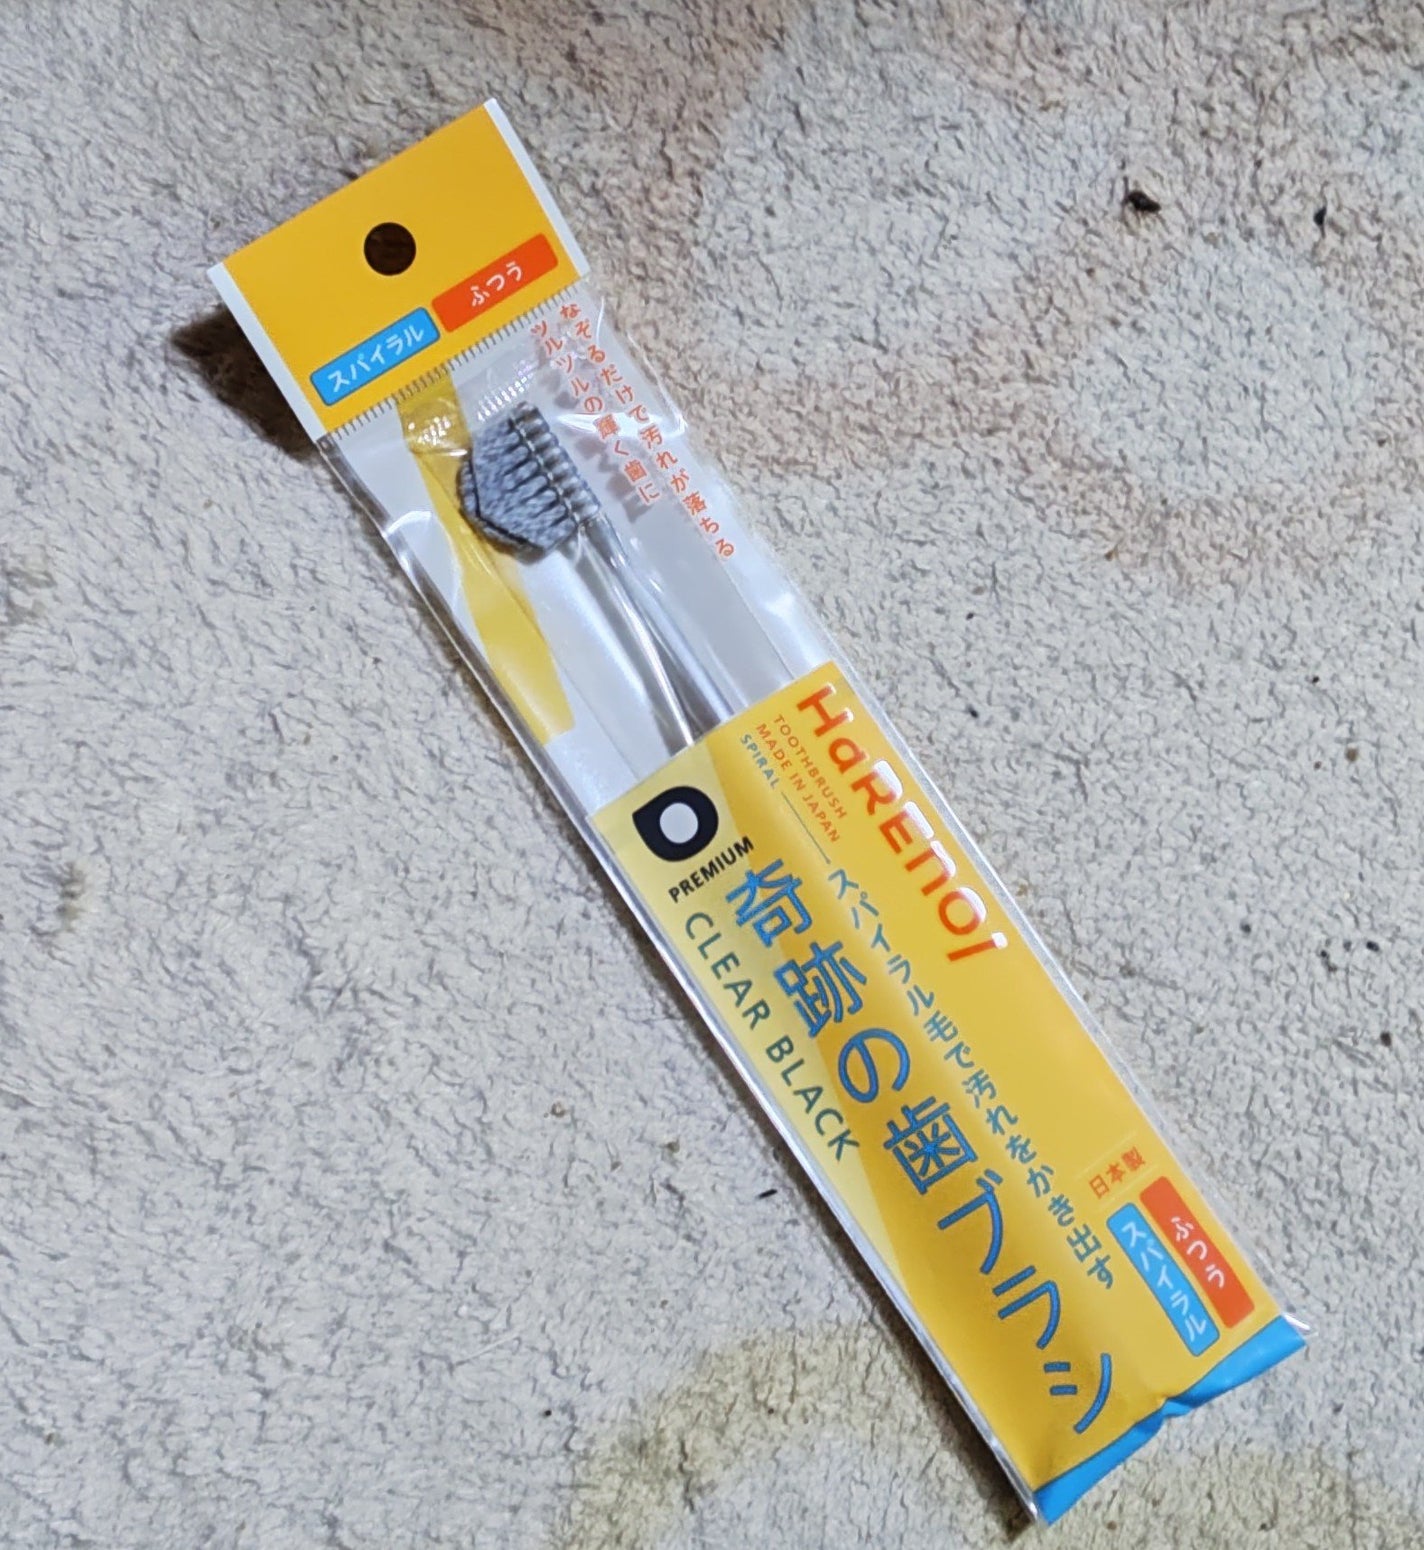 スパイラル
ふつう
なぞるだけで汚れが落ちる
ツルツルの輝く歯に
HaRENOI
TOOTHBRUSH
MADE IN JAPAN
SPIRAL
スパイラル毛で汚れをかき出す
PREMIUM
奇跡の歯ブラシ
CLEAR BLACK
日本製
ふつう
スパイラル